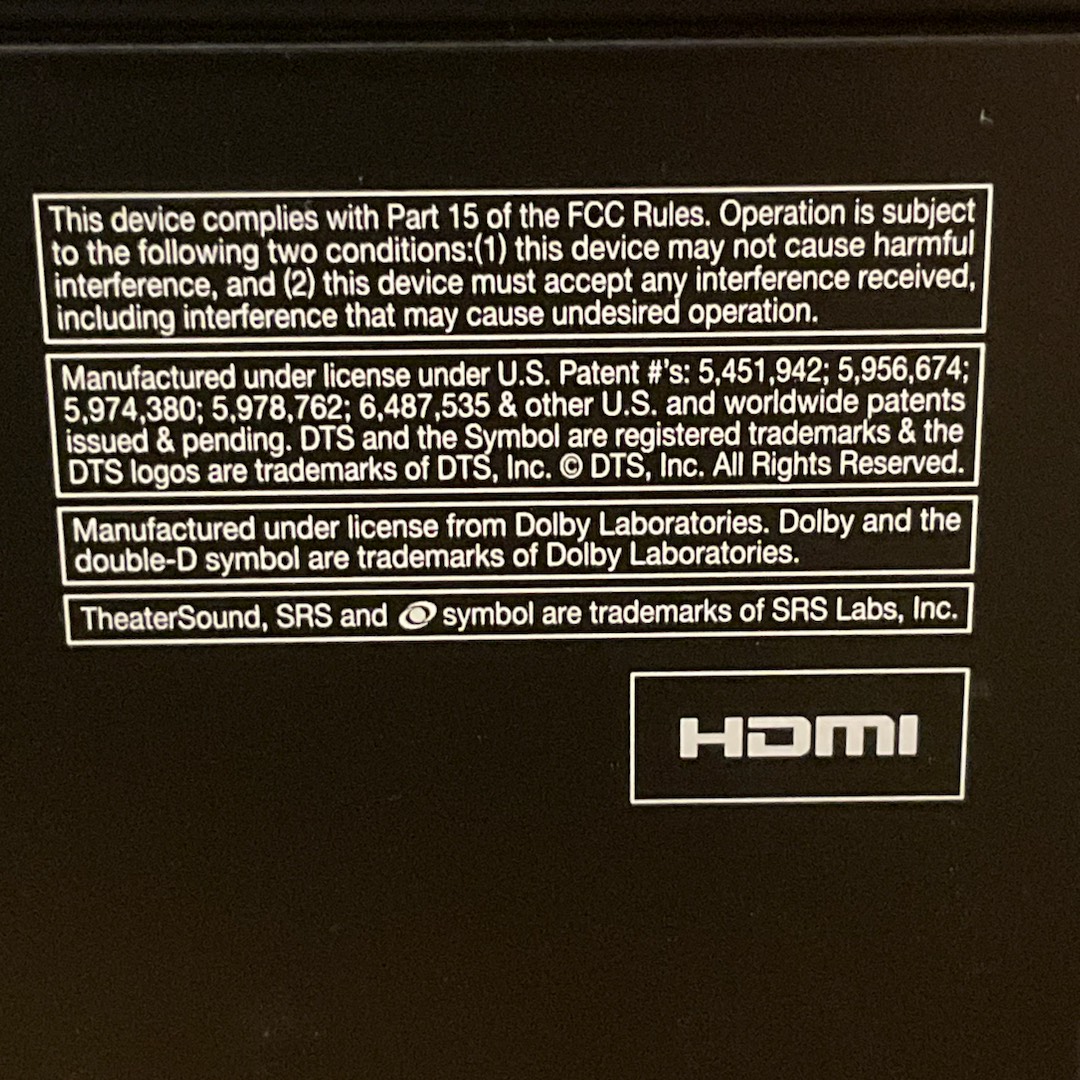 This device complies with Part 15 of the FCC Rules. Operation is subject
to the following two conditions:(1) this device may not cause harmful
interference, and (2) this device must accept any interference received,
including interference that may cause undesired operation.
Manufactured under license under U.S. Patent #'s: 5,451,942; 5,956,674;
5,974,380; 5,978,762; 6,487,535 & other U.S. and worldwide patents
issued & pending. DTS and the Symbol are registered trademarks & the
DTS logos are trademarks of DTS, Inc. © DTS, Inc. All Rights Reserved.
Manufactured under license from Dolby Laboratories. Dolby and the
double-D symbol are trademarks of Dolby Laboratories.
TheaterSound, SRS and symbol are trademarks of SRS Labs, Inc.
HDMI